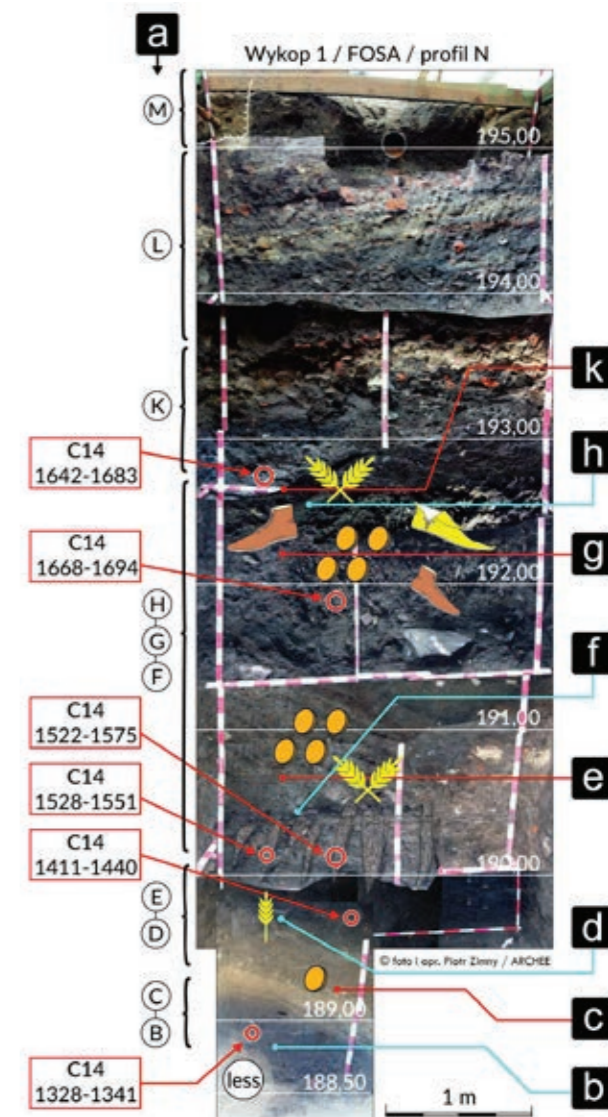 a
Wykop 1 / FOSA / profil N
M
195,00
L
194,00
k
K
193,00
h
C14
1642-1683
g
C14
1668-1694
192,00
H
G
F
f
C14
1522-1575
191,00
e
C14
1528-1551
C14
1411-1440
190,00
E
D
d
© foto i opr. Piotr Zinny / ARCHEE
C
B
189,00
c
C14
1328-1341
less
188,50
b
1 m